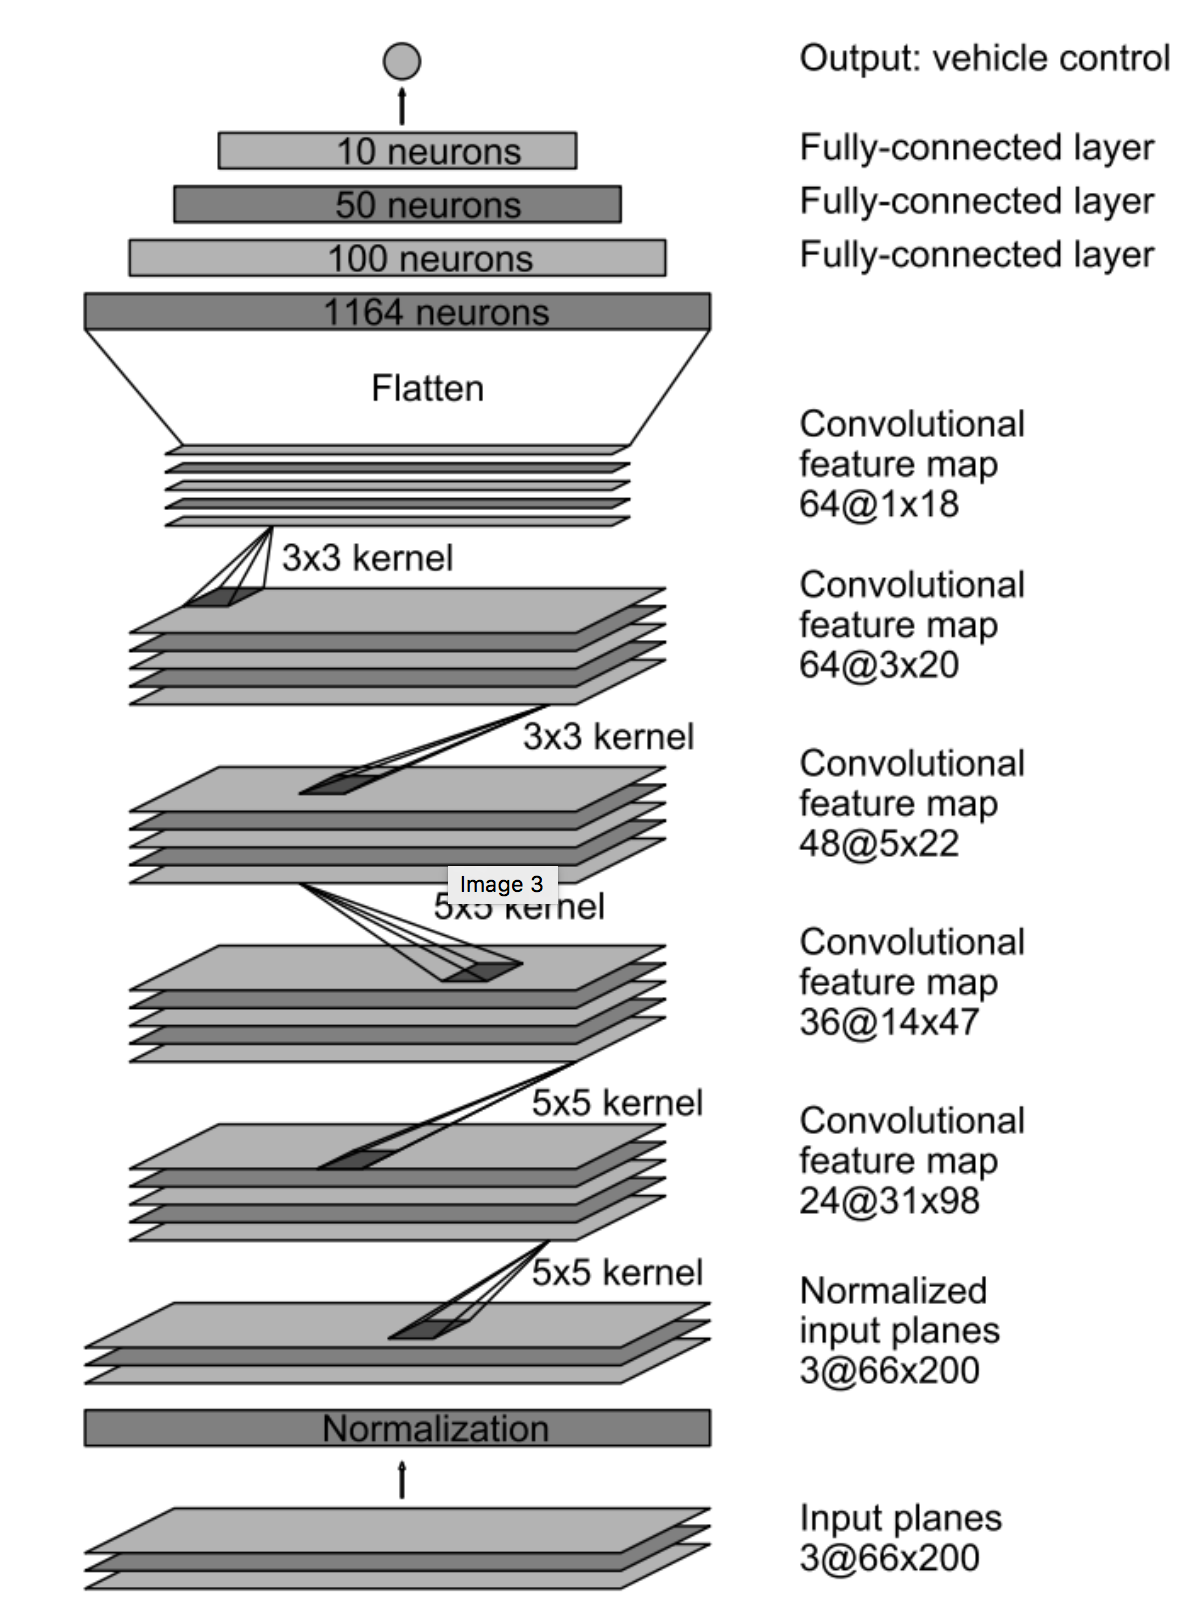 Output: vehicle control
10 neurons
Fully-connected layer
50 neurons
Fully-connected layer
100 neurons
Fully-connected layer
1164 neurons
Flatten
Convolutional
feature map
64@1x18
3x3 kernel
Convolutional
feature map
64@3x20
3x3 kernel
Convolutional
feature map
48@5x22
Image 3
5x5 kernel
Convolutional
feature map
36@14x47
5x5 kernel
Convolutional
feature map
24@31x98
5x5 kernel
Normalized
input planes
3@66x200
Normalization
Input planes
3@66x200